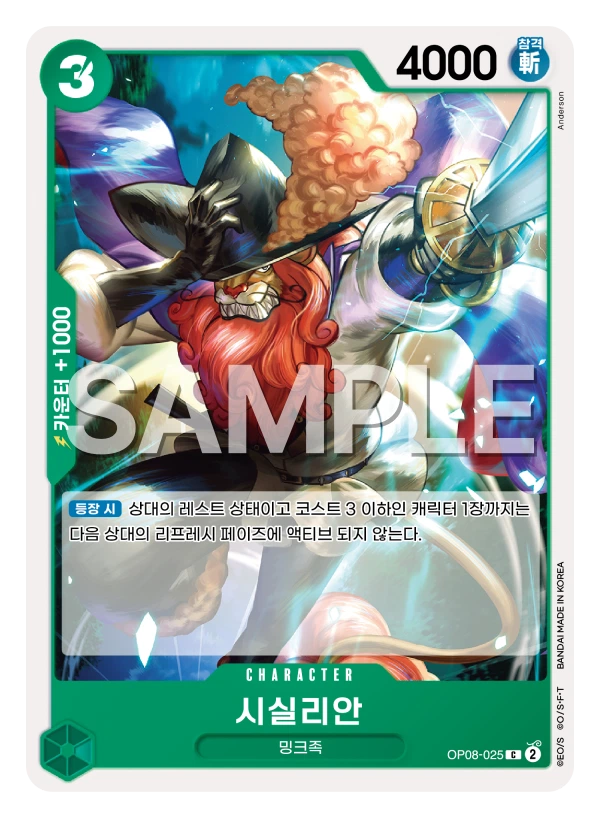 3
4000
참격
斬
Anderson
카운터 +1000
SAMPLE
등장 시 상대의 레스트 상태이고 코스트 3 이하인 캐릭터 1장까지는
다음 상대의 리프레시 페이즈에 액티브 되지 않는다.
CHARACTER
시실리안
밍크족
OP08-025 C 2
©EO/S ©O/S·F·T BANDAI MADE IN KOREA